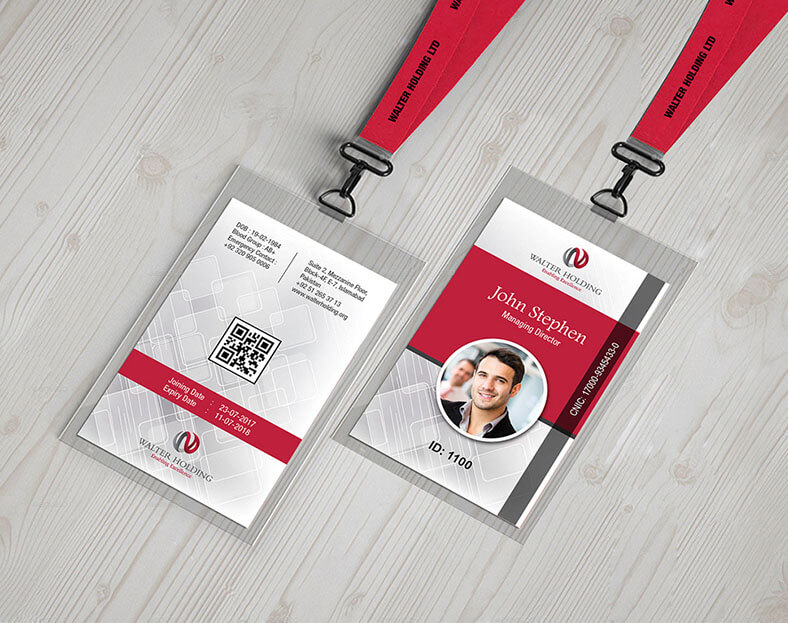 WALTER HOLDING LTD
WALTER HOLDING LTD
DOB : 19-02-1984
Blood Group : AB+
Emergency Contact :
+92 320 905 0006
Suite 2, Mezzanine Floor,
Block-4F, E-7, Islamabad
Pakistan
+92 51 265 37 13
www.walterholding.org
Joining Date : 23-07-2017
Expiry Date : 11-07-2018
WALTER HOLDING
Enabling Excellence
WALTER HOLDING
Enabling Excellence
John Stephen
Managing Director
CNIC: 17000-9345433-0
ID: 1100